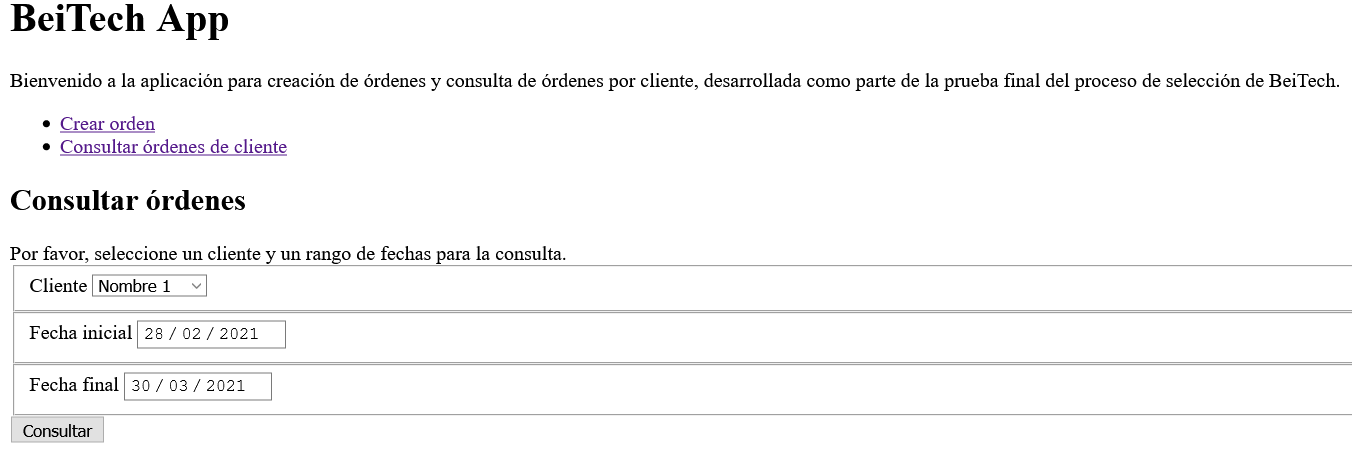 BeiTech App
Bienvenido a la aplicación para creación de órdenes y consulta de órdenes por cliente, desarrollada como parte de la prueba final del proceso de selección de BeiTech.
Crear orden
Consultar órdenes de cliente
Consultar órdenes
Por favor, seleccione un cliente y un rango de fechas para la consulta.
Cliente Nombre 1
Fecha inicial 28 / 02 / 2021
Fecha final 30 / 03 / 2021
Consultar